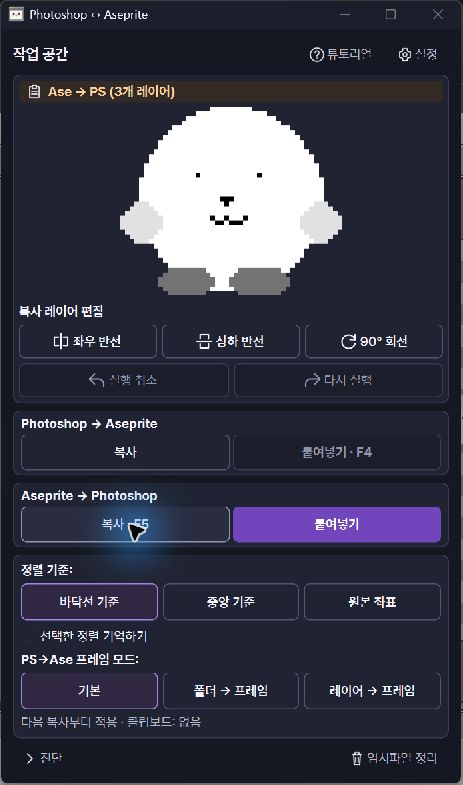 Photoshop ↔ Aseprite
작업 공간
튜토리얼
설정
Ase → PS (3개 레이어)
복사 레이어 편집
좌우 반전
상하 반전
90° 회전
실행 취소
다시 실행
Photoshop → Aseprite
복사
붙여넣기 · F4
Aseprite → Photoshop
복사 · F5
붙여넣기
정렬 기준:
바닥선 기준
중앙 기준
원본 좌표
선택한 정렬 기억하기
PS→Ase 프레임 모드:
기본
폴더 → 프레임
레이어 → 프레임
다음 복사부터 적용 · 클립보드: 없음
진단
임시파일 정리